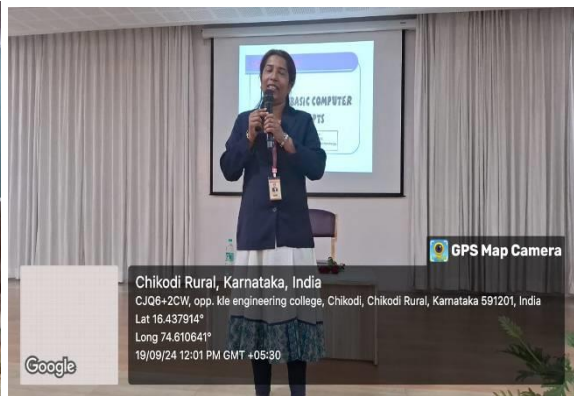 BASIC COMPUTER
GPS Map Camera
Chikodi Rural, Karnataka, India
CJQ6+2CW, opp. kle engineering college, Chikodi, Chikodi Rural, Karnataka 591201, India
Lat 16.437914°
Long 74.610641°
19/09/24 12:01 PM GMT +05:30
Google